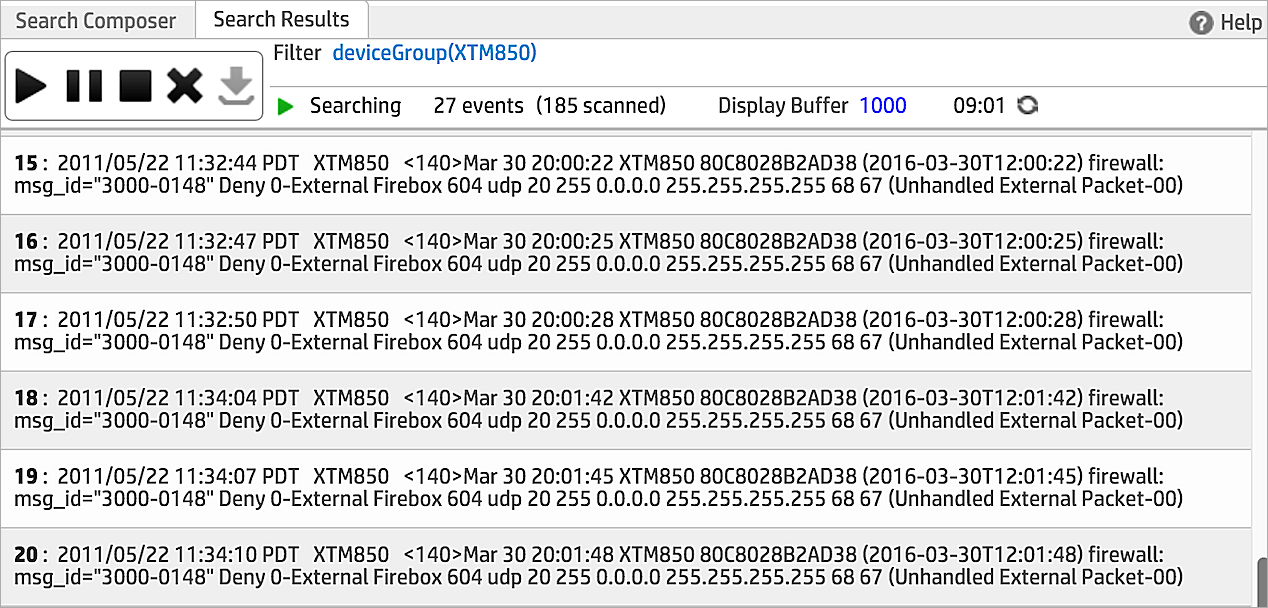 Search Composer Search Results Help
Filter deviceGroup(XTM850)
Searching 27 events (185 scanned) Display Buffer 1000 09:01
15 : 2011/05/22 11:32:44 PDT XTM850 <140>Mar 30 20:00:22 XTM850 80C8028B2AD38 (2016-03-30T12:00:22) firewall:
msg_id="3000-0148" Deny 0-External Firebox 604 udp 20 255 0.0.0.0 255.255.255.255 68 67 (Unhandled External Packet-00)
16 : 2011/05/22 11:32:47 PDT XTM850 <140>Mar 30 20:00:25 XTM850 80C8028B2AD38 (2016-03-30T12:00:25) firewall:
msg_id="3000-0148" Deny 0-External Firebox 604 udp 20 255 0.0.0.0 255.255.255.255 68 67 (Unhandled External Packet-00)
17 : 2011/05/22 11:32:50 PDT XTM850 <140>Mar 30 20:00:28 XTM850 80C8028B2AD38 (2016-03-30T12:00:28) firewall:
msg_id="3000-0148" Deny 0-External Firebox 604 udp 20 255 0.0.0.0 255.255.255.255 68 67 (Unhandled External Packet-00)
18 : 2011/05/22 11:34:04 PDT XTM850 <140>Mar 30 20:01:42 XTM850 80C8028B2AD38 (2016-03-30T12:01:42) firewall:
msg_id="3000-0148" Deny 0-External Firebox 604 udp 20 255 0.0.0.0 255.255.255.255 68 67 (Unhandled External Packet-00)
19 : 2011/05/22 11:34:07 PDT XTM850 <140>Mar 30 20:01:45 XTM850 80C8028B2AD38 (2016-03-30T12:01:45) firewall:
msg_id="3000-0148" Deny 0-External Firebox 604 udp 20 255 0.0.0.0 255.255.255.255 68 67 (Unhandled External Packet-00)
20 : 2011/05/22 11:34:10 PDT XTM850 <140>Mar 30 20:01:48 XTM850 80C8028B2AD38 (2016-03-30T12:01:48) firewall:
msg_id="3000-0148" Deny 0-External Firebox 604 udp 20 255 0.0.0.0 255.255.255.255 68 67 (Unhandled External Packet-00)